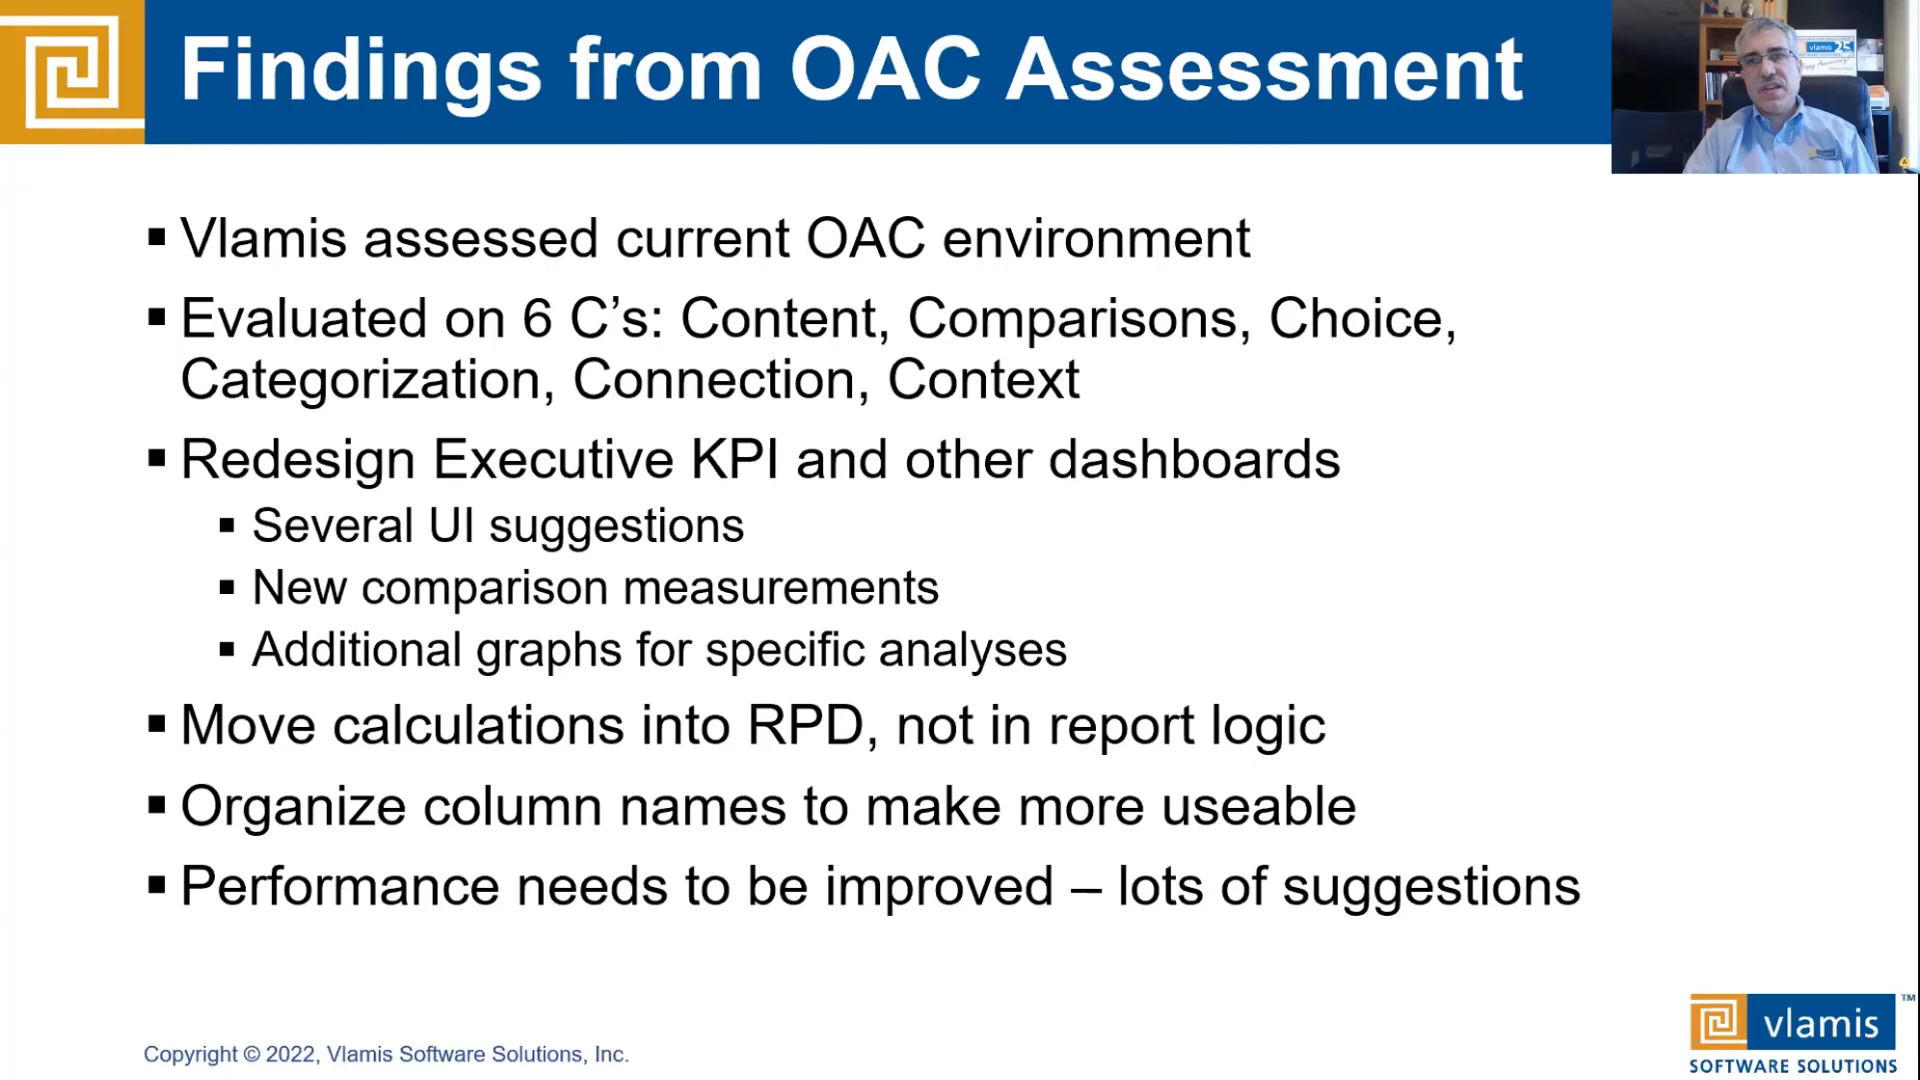 Findings from OAC Assessment
vlamis 25
▪ Vlamis assessed current OAC environment
▪ Evaluated on 6 C’s: Content, Comparisons, Choice,
Categorization, Connection, Context
▪ Redesign Executive KPI and other dashboards
▪ Several UI suggestions
▪ New comparison measurements
▪ Additional graphs for specific analyses
▪ Move calculations into RPD, not in report logic
▪ Organize column names to make more useable
▪ Performance needs to be improved – lots of suggestions
Copyright © 2022, Vlamis Software Solutions, Inc.
vlamis TM
SOFTWARE SOLUTIONS